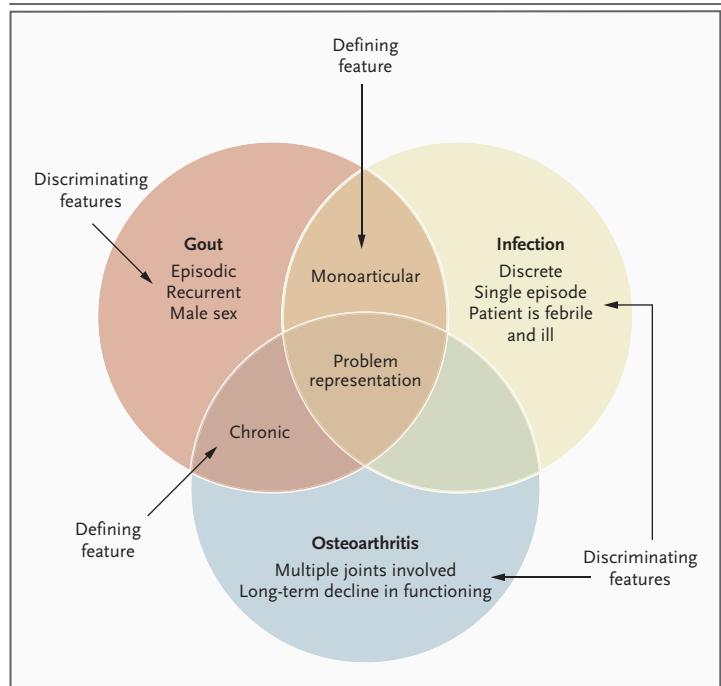 Defining
feature
Discriminating
features
Gout
Episodic
Recurrent
Male sex
Monoarticular
Infection
Discrete
Single episode
Patient is febrile
and ill
Problem
representation
Chronic
Defining
feature
Osteoarthritis
Multiple joints involved
Long-term decline in functioning
Discriminating
features